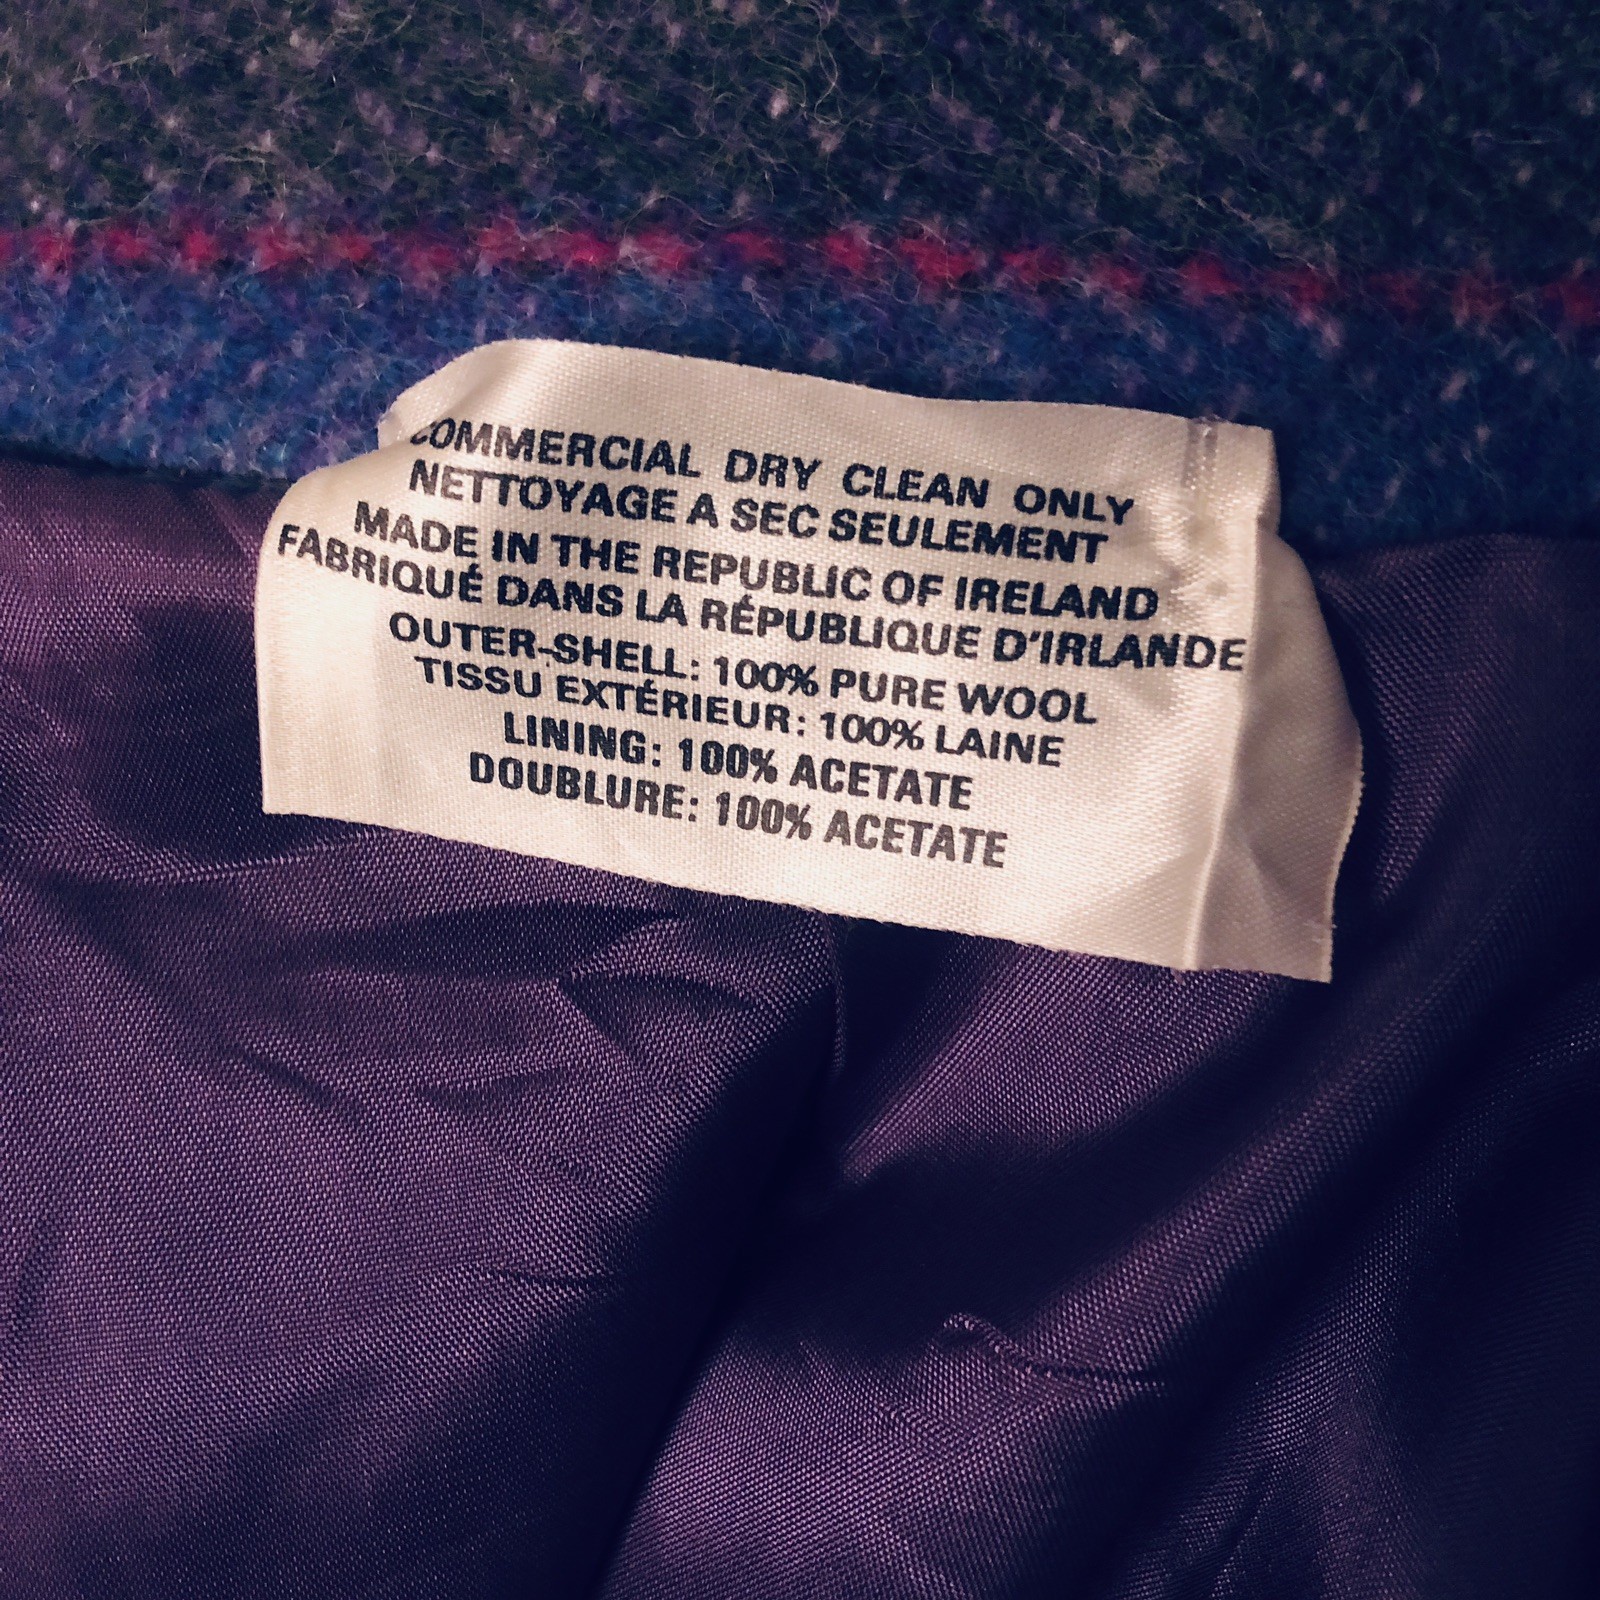 COMMERCIAL DRY CLEAN ONLY
NETTOYAGE A SEC SEULEMENT
MADE IN THE REPUBLIC OF IRELAND
FABRIQUÉ DANS LA RÉPUBLIQUE D'IRLANDE
OUTER-SHELL: 100% PURE WOOL
TISSU EXTÉRIEUR: 100% LAINE
LINING: 100% ACETATE
DOUBLURE: 100% ACETATE